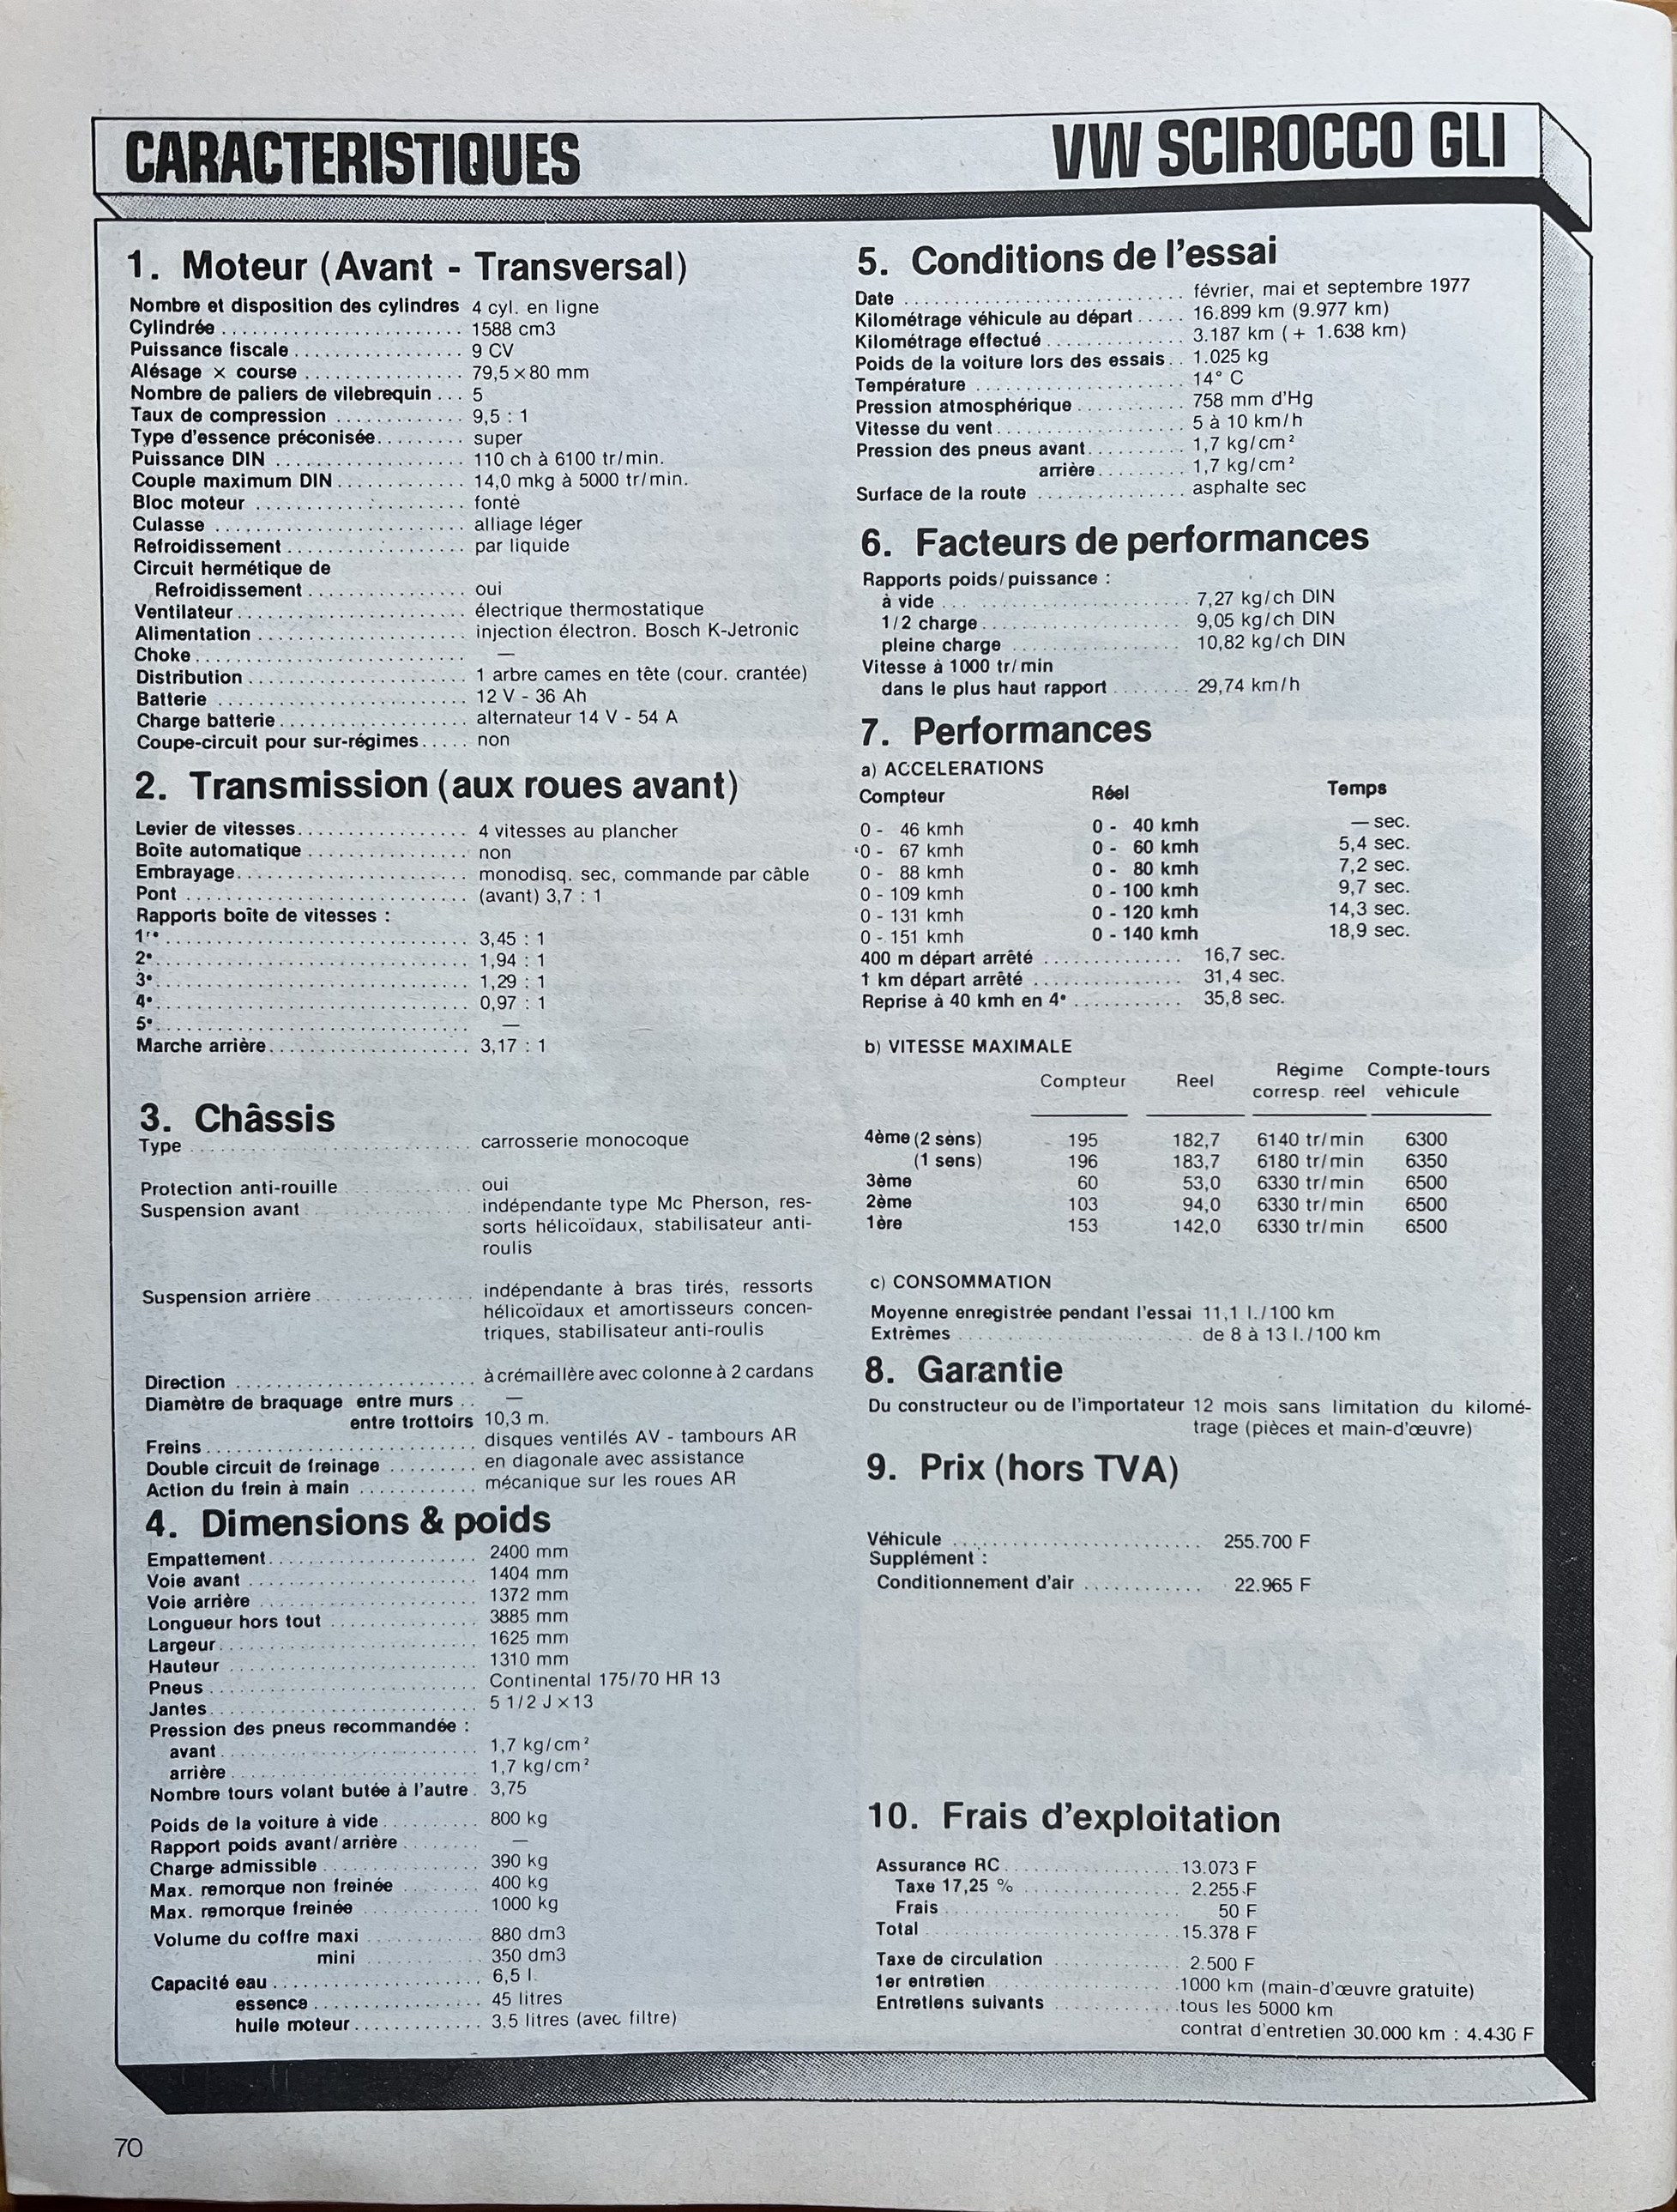 CARACTERISTIQUES
VW SCIROCCO GLI
1. Moteur (Avant - Transversal)
Nombre et disposition des cylindres 4 cyl. en ligne
Cylindrée ........................ 1588 cm3
Puissance fiscale ................. 9 CV
Alésage × course ................ 79,5×80 mm
Nombre de paliers de vilebrequin ... 5
Taux de compression ............. 9,5 : 1
Type d'essence préconisée......... super
Puissance DIN ................... 110 ch à 6100 tr/min.
Couple maximum DIN ............. 14,0 mkg à 5000 tr/min.
Bloc moteur ..................... fonte
Culasse ......................... alliage léger
Refroidissement .................. par liquide
Circuit hermétique de
Refroidissement ................ oui
Ventilateur ....................... électrique thermostatique
Alimentation ..................... injection électron. Bosch K-Jetronic
Choke ........................... —
Distribution ...................... 1 arbre cames en tête (cour. crantée)
Batterie ......................... 12 V - 36 Ah
Charge batterie ................... alternateur 14 V - 54 A
Coupe-circuit pour sur-régimes ..... non
2. Transmission (aux roues avant)
Levier de vitesses ................. 4 vitesses au plancher
Boîte automatique ................ non
Embrayage ....................... monodisq. sec, commande par câble
Pont ............................ (avant) 3,7 : 1
Rapports boîte de vitesses :
1re .............................. 3,45 : 1
2e .............................. 1,94 : 1
3e .............................. 1,29 : 1
4e .............................. 0,97 : 1
5e .............................. —
Marche arrière .................... 3,17 : 1
3. Châssis
Type ............................ carrosserie monocoque
Protection anti-rouille ............. oui
Suspension avant ................. indépendante type Mc Pherson, res-
sorts hélicoïdaux, stabilisateur anti-
roulis
Suspension arrière ................ indépendante à bras tirés, ressorts
hélicoïdaux et amortisseurs concen-
triques, stabilisateur anti-roulis
Direction ........................ à crémaillère avec colonne à 2 cardans
Diamètre de braquage entre murs .. —
entre trottoirs 10,3 m.
Freins ........................... disques ventilés AV - tambours AR
Double circuit de freinage ......... en diagonale avec assistance
Action du frein à main ............ mécanique sur les roues AR
4. Dimensions & poids
Empattement ..................... 2400 mm
Voie avant ....................... 1404 mm
Voie arrière ...................... 1372 mm
Longueur hors tout ............... 3885 mm
Largeur .......................... 1625 mm
Hauteur ......................... 1310 mm
Pneus ........................... Continental 175/70 HR 13
Jantes ........................... 5 1/2 J×13
Pression des pneus recommandée :
avant .......................... 1,7 kg/cm²
arrière ......................... 1,7 kg/cm²
Nombre tours volant butée à l'autre . 3,75
Poids de la voiture à vide .......... 800 kg
Rapport poids avant/arrière ........ —
Charge admissible ................ 390 kg
Max. remorque non freinée ........ 400 kg
Max. remorque freinée ............ 1000 kg
Volume du coffre maxi ............ 880 dm3
mini ............ 350 dm3
Capacité eau ..................... 6,5 l.
essence ................. 45 litres
huile moteur ............. 3.5 litres (avec filtre)
5. Conditions de l'essai
Date ............................ février, mai et septembre 1977
Kilométrage véhicule au départ ..... 16.899 km (9.977 km)
Kilométrage effectué .............. 3.187 km (+ 1.638 km)
Poids de la voiture lors des essais .. 1.025 kg
Température ..................... 14° C
Pression atmosphérique ........... 758 mm d'Hg
Vitesse du vent ................... 5 à 10 km/h
Pression des pneus avant .......... 1,7 kg/cm²
arrière ......... 1,7 kg/cm²
Surface de la route ............... asphalte sec
6. Facteurs de performances
Rapports poids/puissance :
à vide ......................... 7,27 kg/ch DIN
1/2 charge ..................... 9,05 kg/ch DIN
pleine charge .................. 10,82 kg/ch DIN
Vitesse à 1000 tr/min
dans le plus haut rapport ........ 29,74 km/h
7. Performances
a) ACCELERATIONS
Compteur Réel Temps
0 - 46 kmh 0 - 40 kmh — sec.
0 - 67 kmh 0 - 60 kmh 5,4 sec.
0 - 88 kmh 0 - 80 kmh 7,2 sec.
0 - 109 kmh 0 - 100 kmh 9,7 sec.
0 - 131 kmh 0 - 120 kmh 14,3 sec.
0 - 151 kmh 0 - 140 kmh 18,9 sec.
400 m départ arrêté .............. 16,7 sec.
1 km départ arrêté ............... 31,4 sec.
Reprise à 40 kmh en 4e ........... 35,8 sec.
b) VITESSE MAXIMALE
Compteur Reel Régime corresp. réel Compte-tours véhicule
4ème (2 sens) 195 182,7 6140 tr/min 6300
(1 sens) 196 183,7 6180 tr/min 6350
3ème 60 53,0 6330 tr/min 6500
2ème 103 94,0 6330 tr/min 6500
1ère 153 142,0 6330 tr/min 6500
c) CONSOMMATION
Moyenne enregistrée pendant l'essai 11,1 l./100 km
Extrêmes ........................ de 8 à 13 l./100 km
8. Garantie
Du constructeur ou de l'importateur 12 mois sans limitation du kilomé-
trage (pièces et main-d'œuvre)
9. Prix (hors TVA)
Véhicule ......................... 255.700 F
Supplément :
Conditionnement d'air ............ 22.965 F
10. Frais d'exploitation
Assurance RC .................. 13.073 F
Taxe 17,25 % ................ 2.255 F
Frais ........................ 50 F
Total .......................... 15.378 F
Taxe de circulation ............. 2.500 F
1er entretien ................... 1000 km (main-d'œuvre gratuite)
Entretiens suivants ............. tous les 5000 km
contrat d'entretien 30.000 km : 4.430 F
70